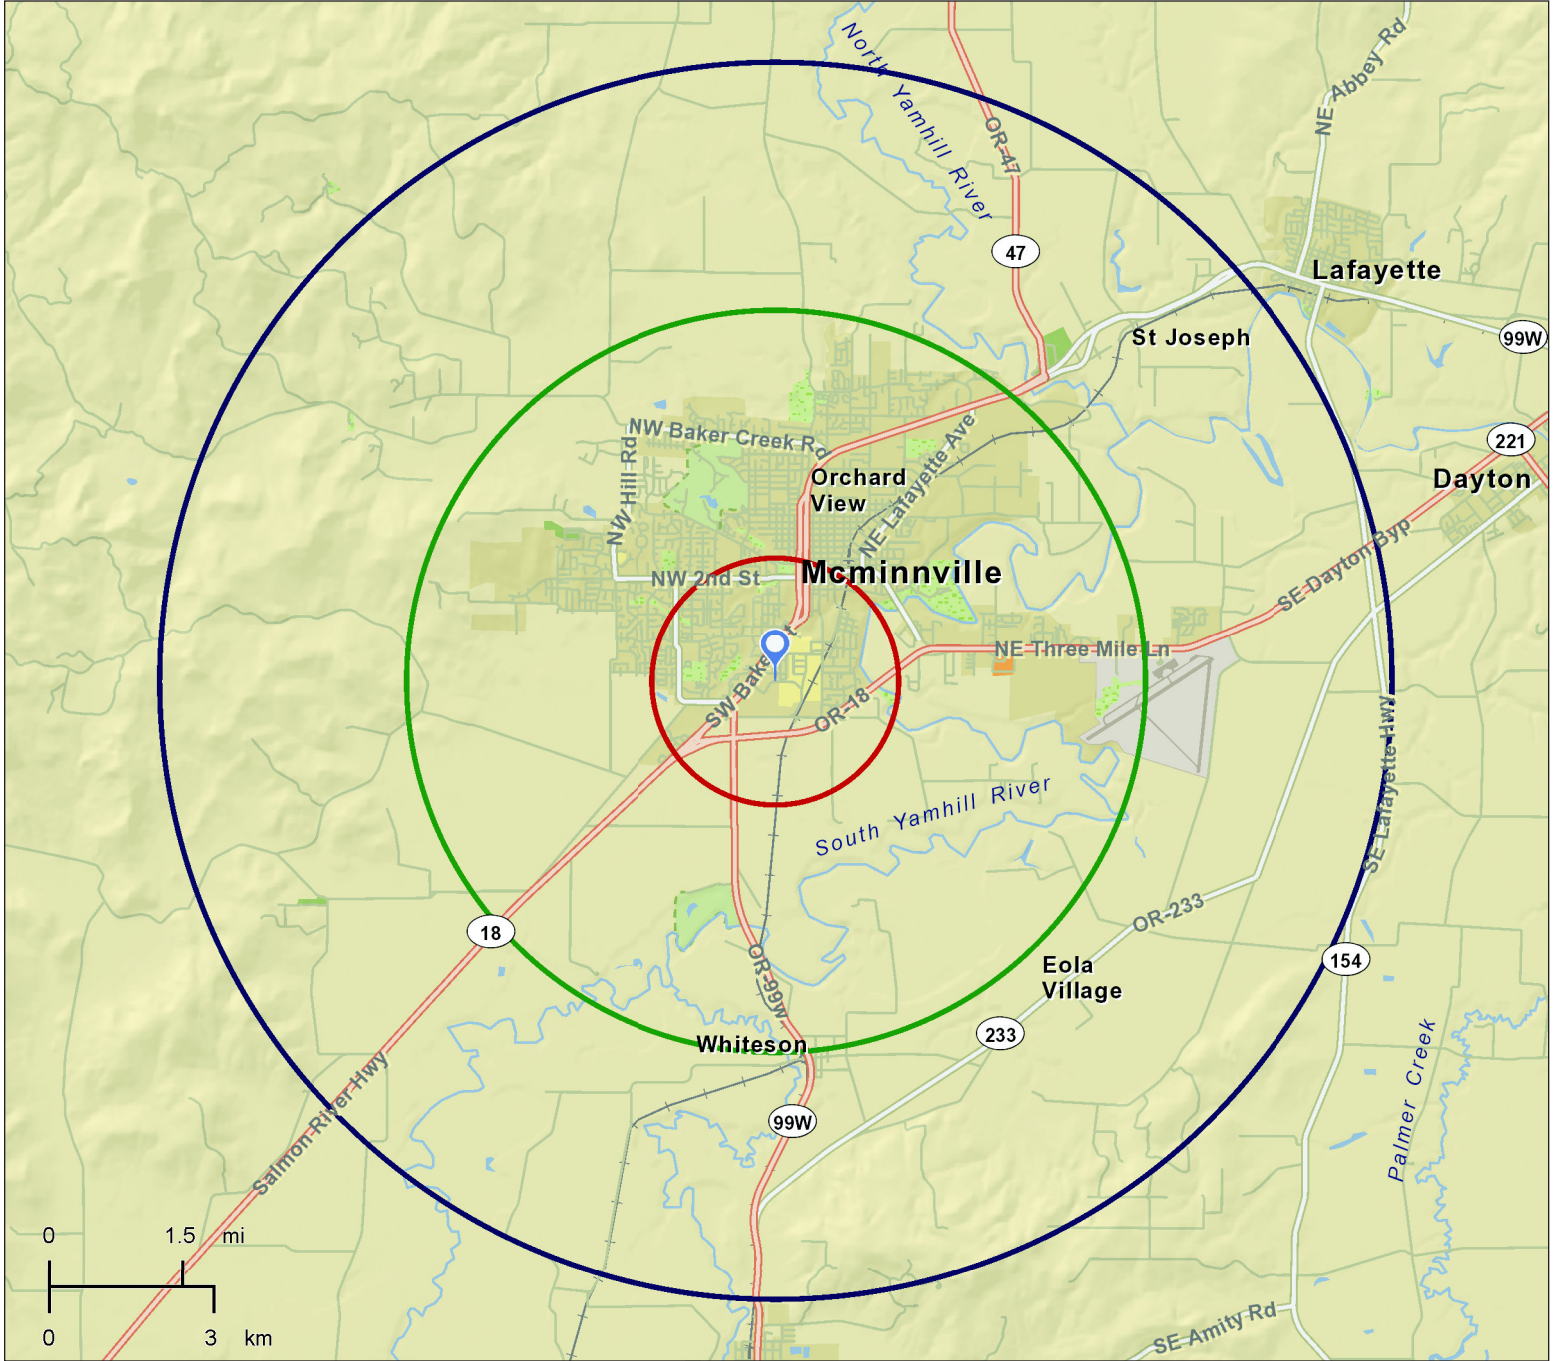 North Yamhill River
NE Abbey Rd
OR-47
47
Lafayette
St Joseph
99W
NW Baker Creek Rd
NW Hill Rd
Orchard
View
NE Lafayette Ave
221
Dayton
SE Dayton Byp
NW 2nd St
Mcminnville
NE Three Mile Ln
OR-18
SE Lafayette Hwy
South Yamhill River
18
OR-233
OR-99W
Eola
Village
154
233
Whiteson
Palmer Creek
Salmon River Hwy
99W
0 1.5 mi
0 3 km
SE Amity Rd